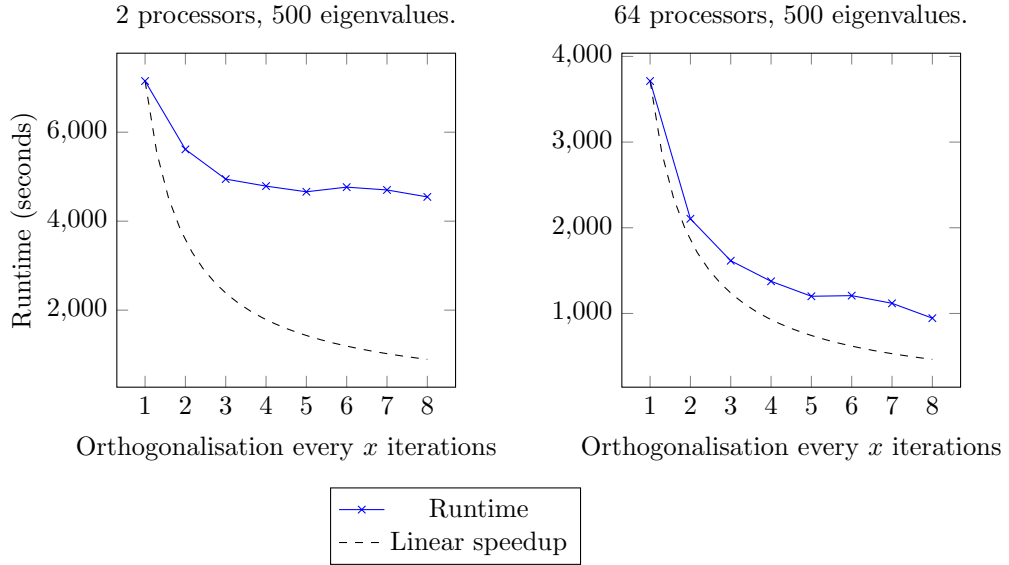 2 processors, 500 eigenvalues.
Runtime (seconds)
6,000
4,000
2,000
1 2 3 4 5 6 7 8
Orthogonalisation every x iterations
64 processors, 500 eigenvalues.
4,000
3,000
2,000
1,000
1 2 3 4 5 6 7 8
Orthogonalisation every x iterations
Runtime
Linear speedup